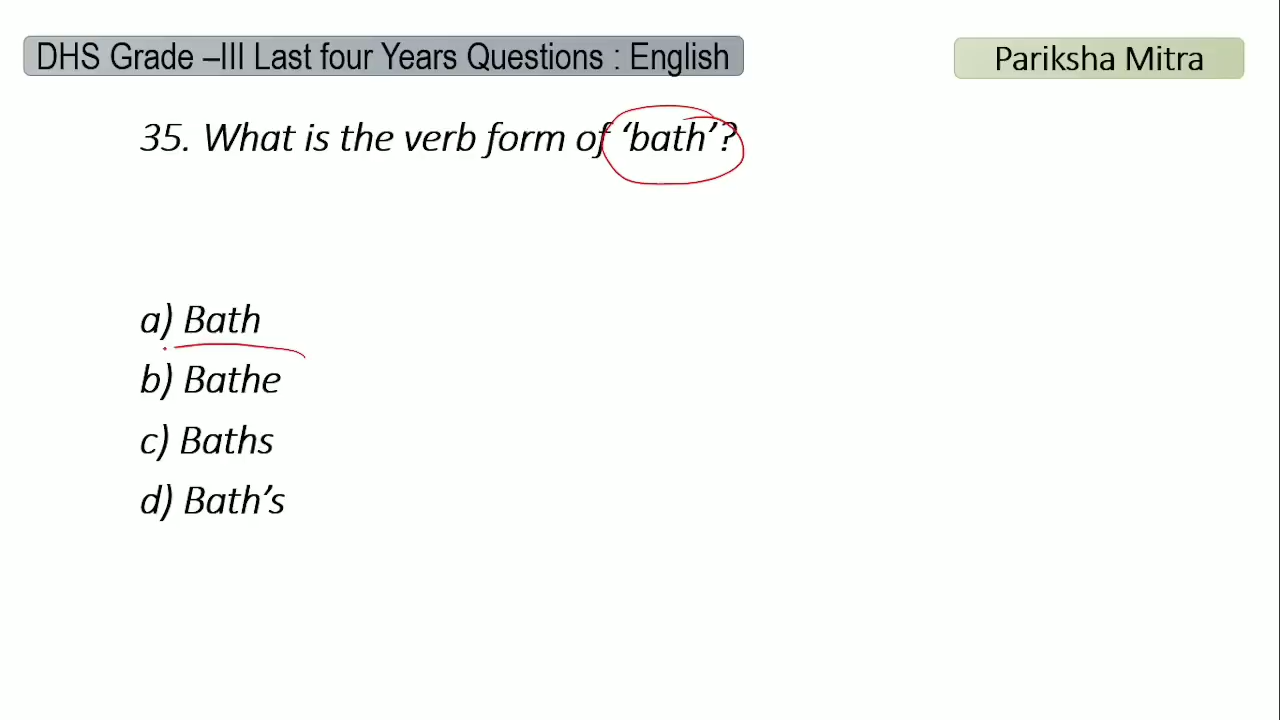 DHS Grade –III Last four Years Questions : English
Pariksha Mitra
35. What is the verb form of ‘bath’?
a) Bath
b) Bathe
c) Baths
d) Bath’s